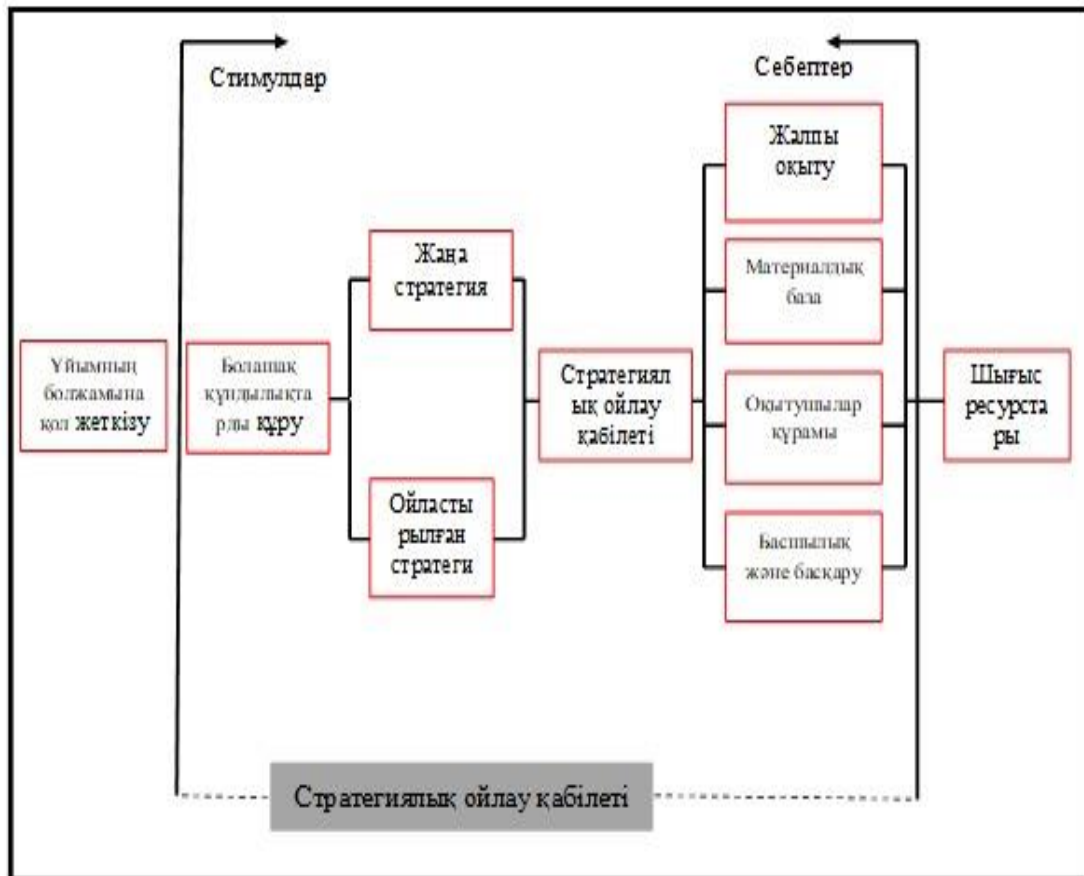 Стимулдар
Себептер
Жалпы
оқыту
Материалдық
база
Оқытушылар
құрамы
Басшылық
және басқару
Жаңа
стратегия
Ойласты
рылған
стратеги
Ұйымның
болжамына
қол жеткізу
Болашақ
құндылықта
рды құру
Стратегиял
ық ойлау
қабілеті
Шығыс
ресурста
ры
Стратегиялық ойлау қабілеті